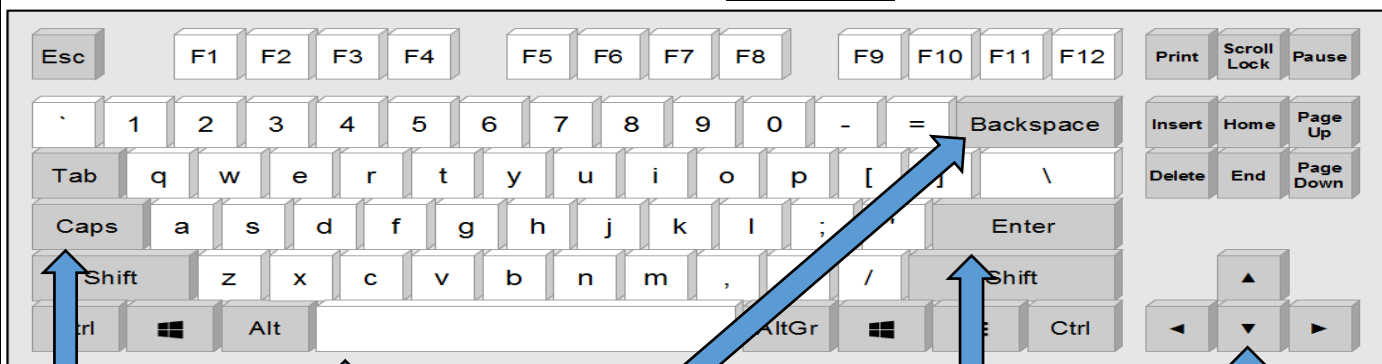 Esc F1 F2 F3 F4 F5 F6 F7 F8 F9 F10 F11 F12 Print Scroll Lock Pause
` 1 2 3 4 5 6 7 8 9 0 - = Backspace Insert Home Page Up
Tab q w e r t y u i o p [ ] \ Delete End Page Down
Caps a s d f g h j k l ; ' Enter
Shift z x c v b n m , / Shift
Alt AltGr Ctrl